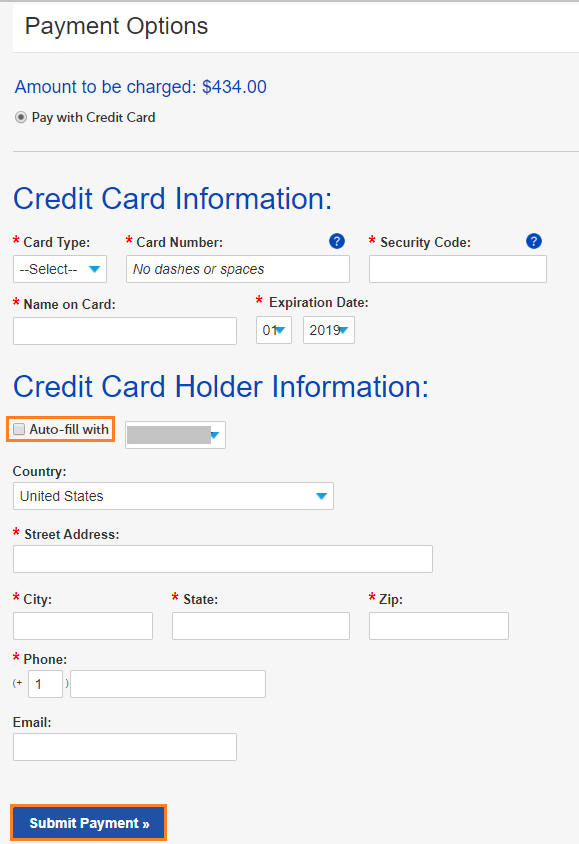 Payment Options
Amount to be charged: $434.00
Pay with Credit Card
Credit Card Information:
* Card Type: * Card Number: ? * Security Code: ?
--Select-- No dashes or spaces
* Name on Card: * Expiration Date:
01 2019
Credit Card Holder Information:
Auto-fill with
Country:
United States
* Street Address:
* City: * State: * Zip:
* Phone:
(+ 1 )
Email:
Submit Payment »